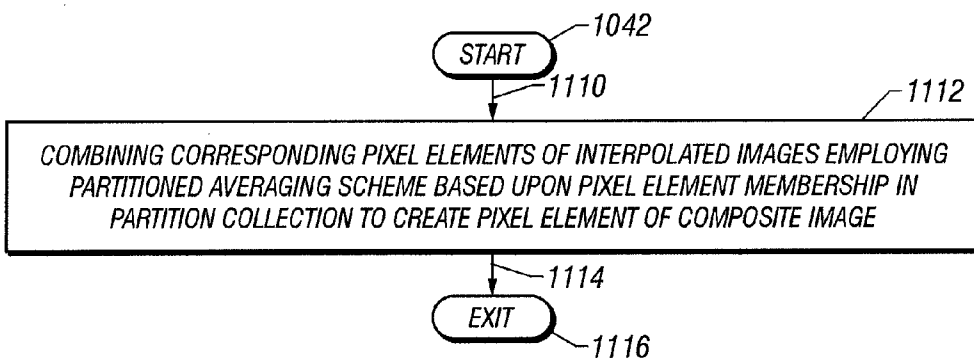 1042
START
1110
1112
COMBINING CORRESPONDING PIXEL ELEMENTS OF INTERPOLATED IMAGES EMPLOYING
PARTITIONED AVERAGING SCHEME BASED UPON PIXEL ELEMENT MEMBERSHIP IN
PARTITION COLLECTION TO CREATE PIXEL ELEMENT OF COMPOSITE IMAGE
1114
EXIT
1116